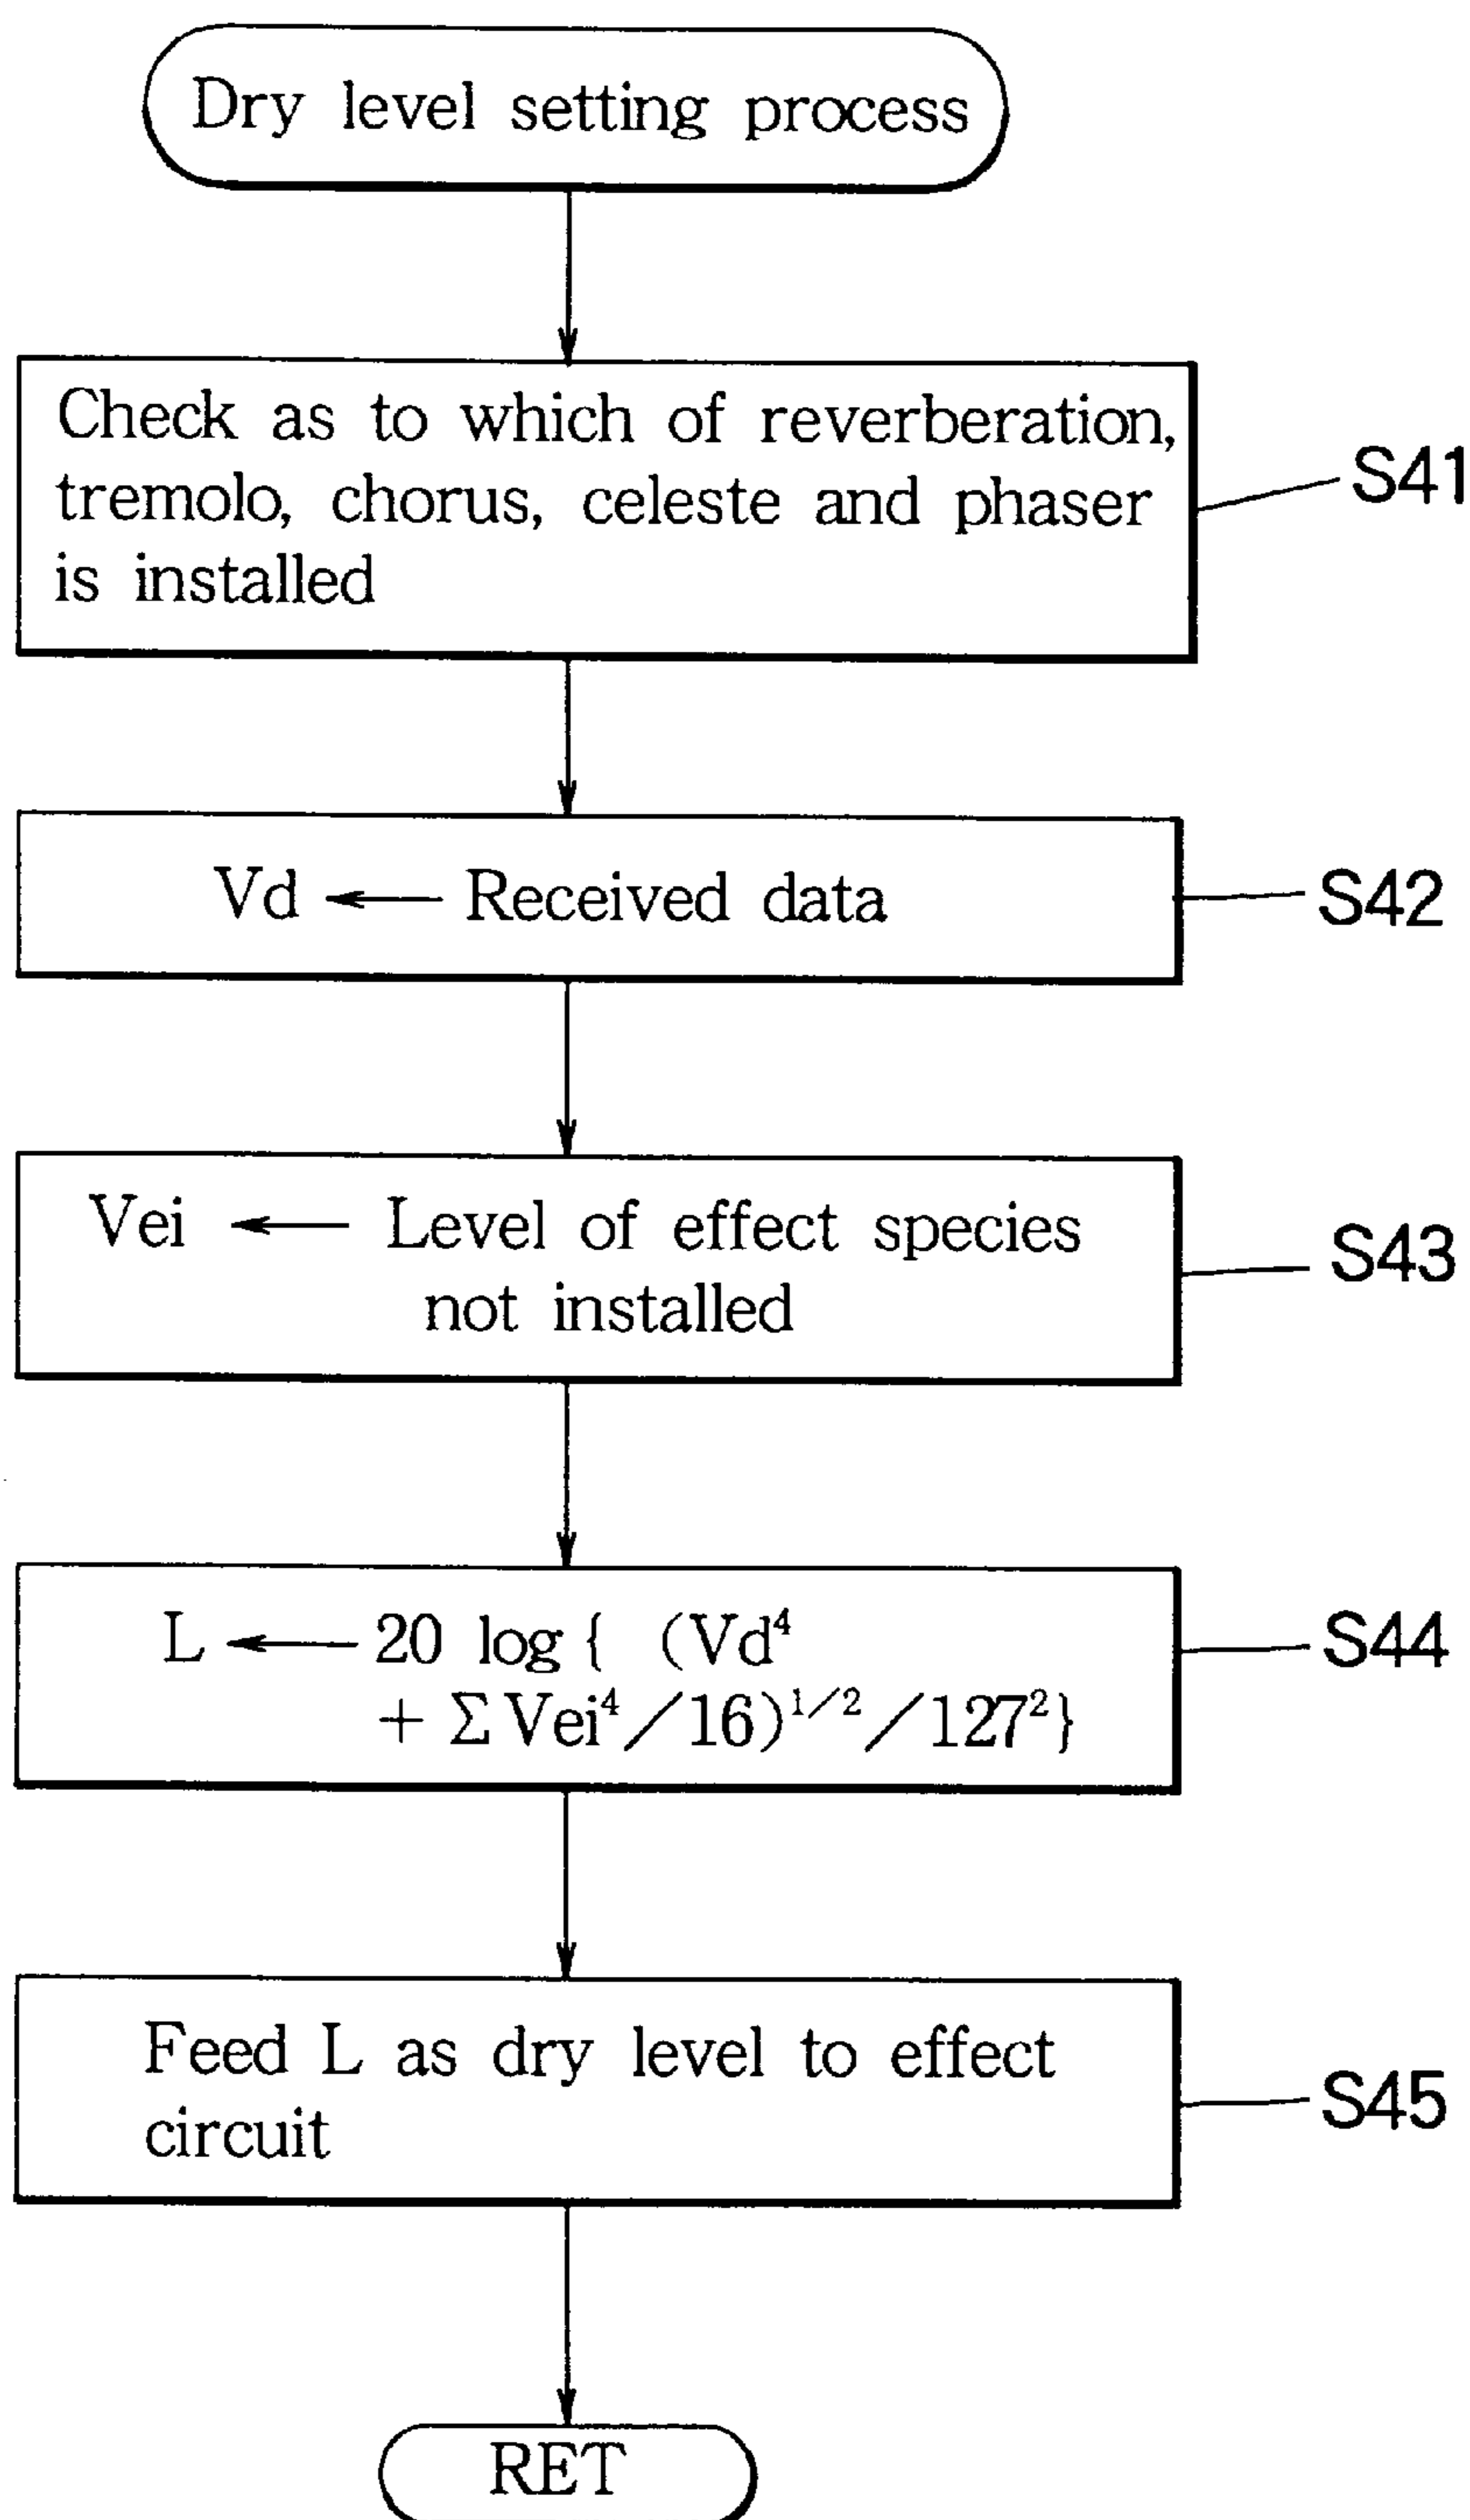 Dry level setting process
Check as to which of reverberation,
tremolo, chorus, celeste and phaser
is installed
S41
Vd ← Received data
S42
Vei ← Level of effect species
not installed
S43
L ← 20 log{ (Vd⁴
+ ΣVei⁴/16)¹/²/127²}
S44
Feed L as dry level to effect
circuit
S45
RET